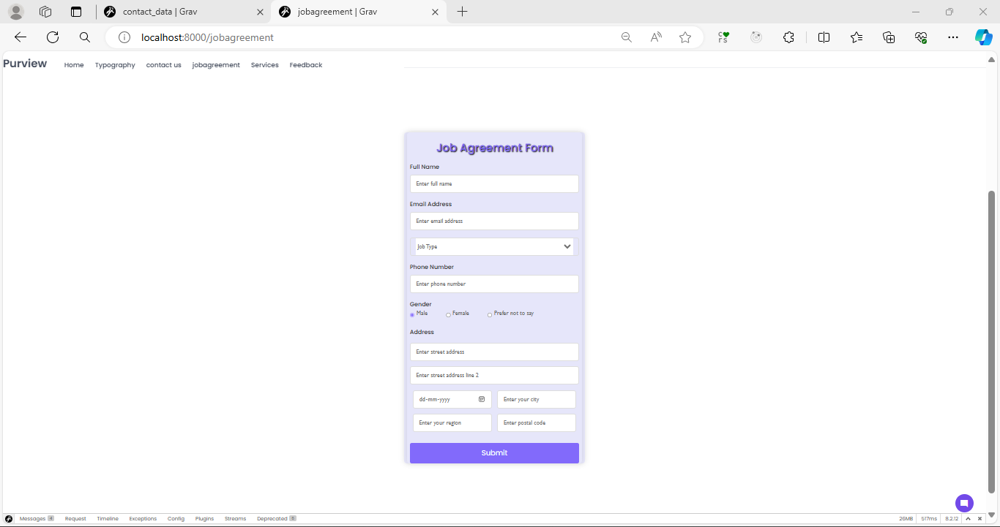 contact_data | Grav
jobagreement | Grav
localhost:8000/jobagreement
Purview Home Typography contact us jobagreement Services Feedback
Job Agreement Form
Full Name
Enter full name
Email Address
Enter email address
Job Type
Phone Number
Enter phone number
Gender
Male Female Prefer not to say
Address
Enter street address
Enter street address line 2
dd-mm-yyyy Enter your city
Enter your region Enter postal code
Submit
Messages 4 Request Timeline Exceptions Config Plugins Streams Deprecated 26MB 517ms 8.2.12